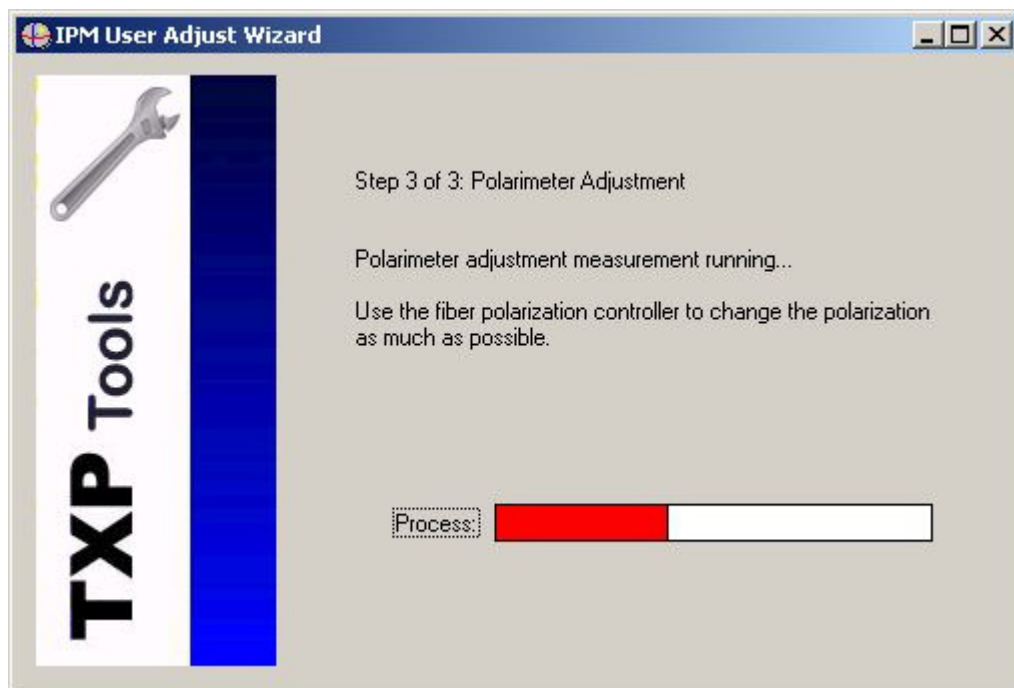 IPM User Adjust Wizard
TXP Tools
Step 3 of 3: Polarimeter Adjustment
Polarimeter adjustment measurement running...
Use the fiber polarization controller to change the polarization
as much as possible.
Process: